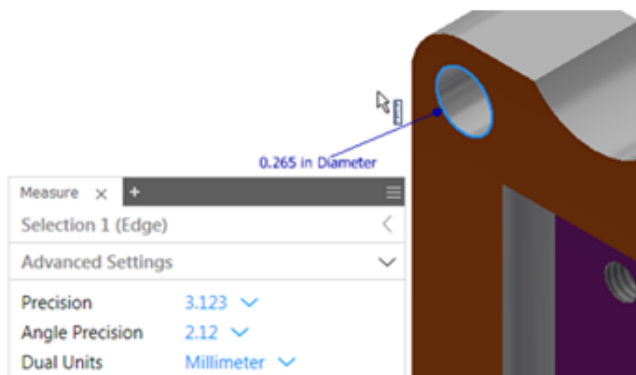 0.265 in Diameter
Measure × +
Selection 1 (Edge)
Advanced Settings
Precision 3.123
Angle Precision 2.12
Dual Units Millimeter